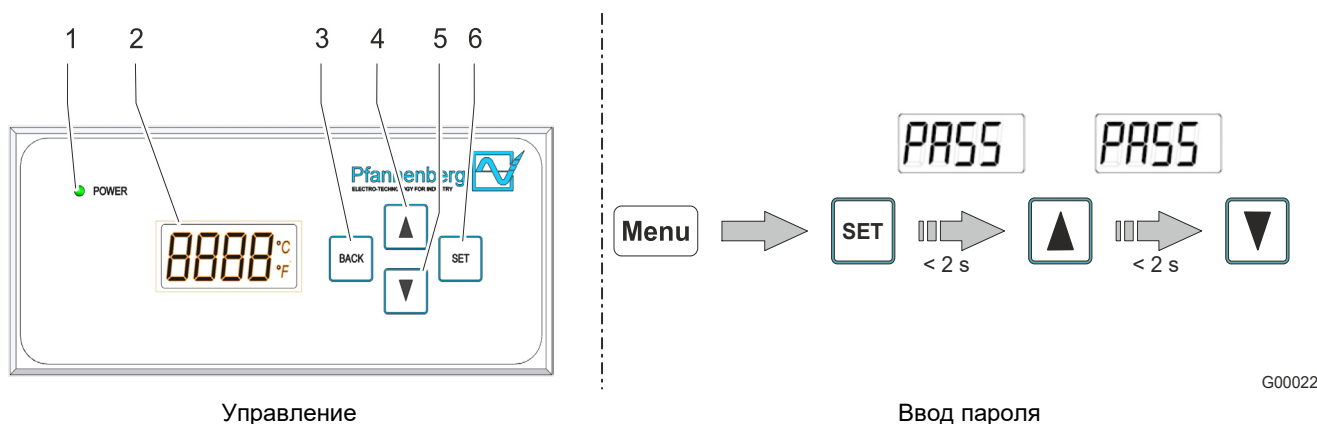 1 2 3 4 5 6
Pfannenberg
ELECTRO-TECHNOLOGY FOR INDUSTRY
POWER
8888 °C
°F
BACK
SET
Управление
PASS PASS
Menu
SET
< 2 s < 2 s
G00022
Ввод пароля